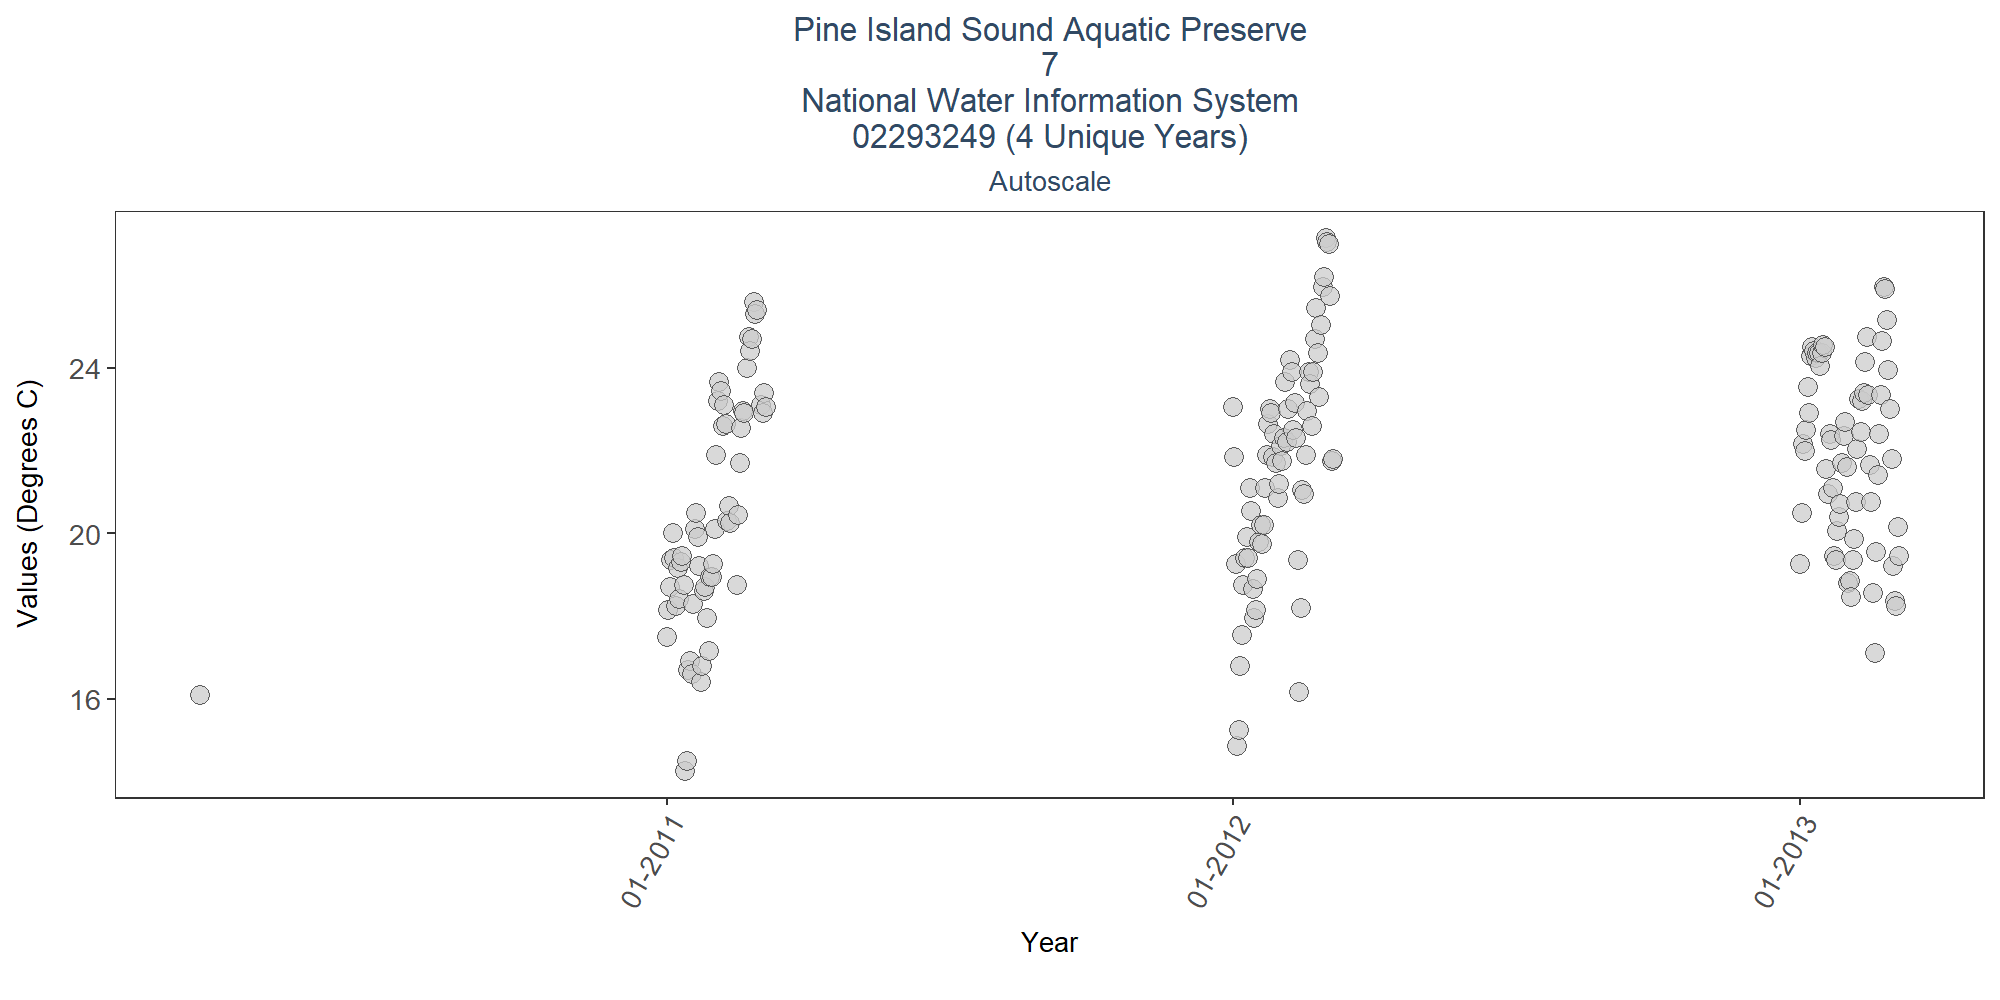 Pine Island Sound Aquatic Preserve
7
National Water Information System
02293249 (4 Unique Years)
Autoscale
Values (Degrees C)
24
20
16
01-2011
01-2012
01-2013
Year